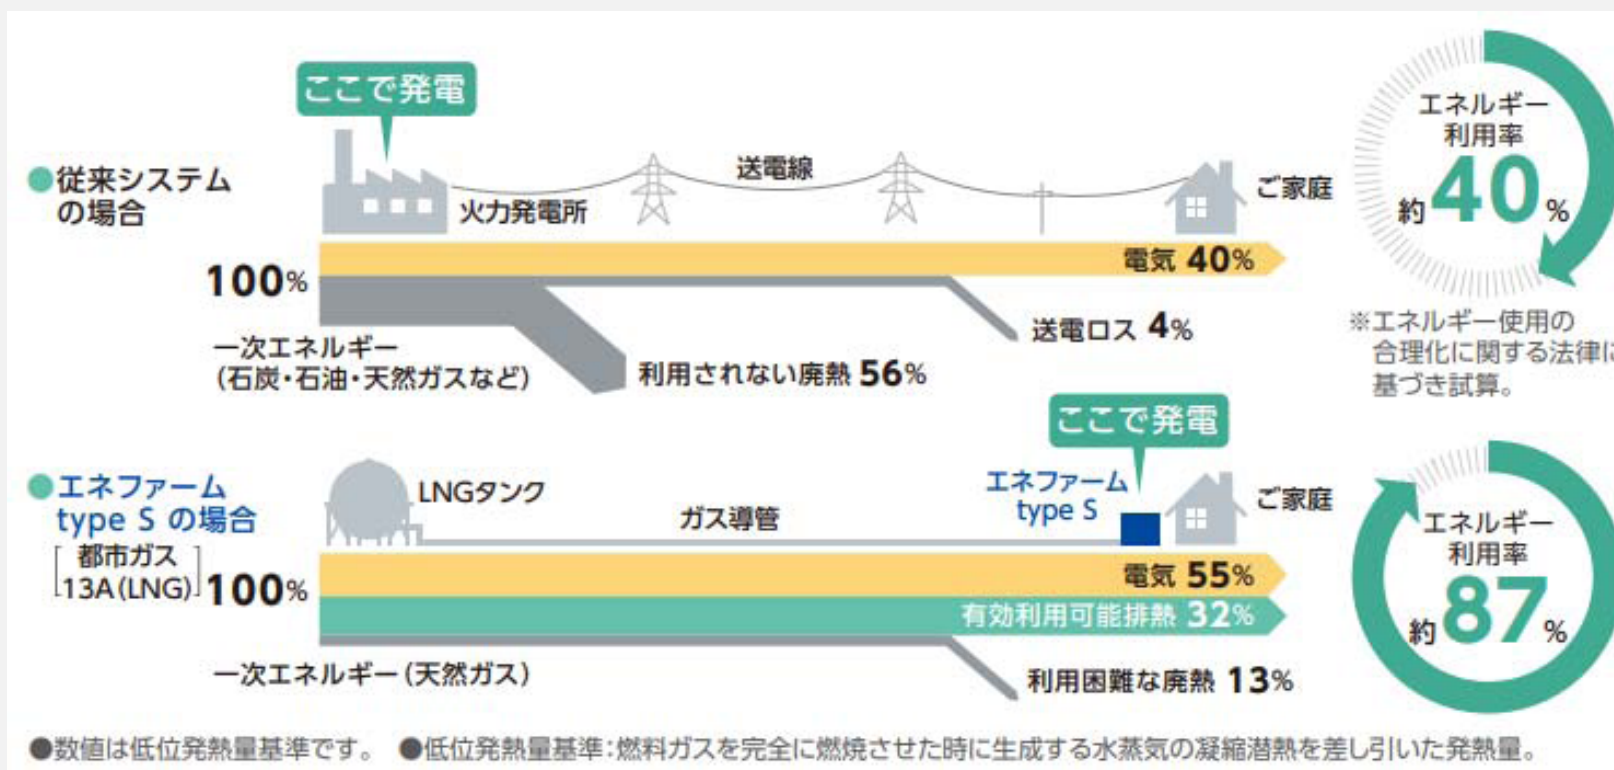 ここで発電
●従来システム
の場合
火力発電所
送電線
ご家庭
電気 40%
100%
一次エネルギー
(石炭・石油・天然ガスなど)
利用されない廃熱 56%
送電ロス 4%
エネルギー
利用率
約40%
※エネルギー使用の
合理化に関する法律に
基づき試算。
ここで発電
●エネファーム
type S の場合
都市ガス
13A(LNG)
100%
LNGタンク
ガス導管
エネファーム
type S
ご家庭
電気 55%
有効利用可能排熱 32%
一次エネルギー(天然ガス)
利用困難な廃熱 13%
エネルギー
利用率
約87%
●数値は低位発熱量基準です。 ●低位発熱量基準:燃料ガスを完全に燃焼させた時に生成する水蒸気の凝縮潜熱を差し引いた発熱量。